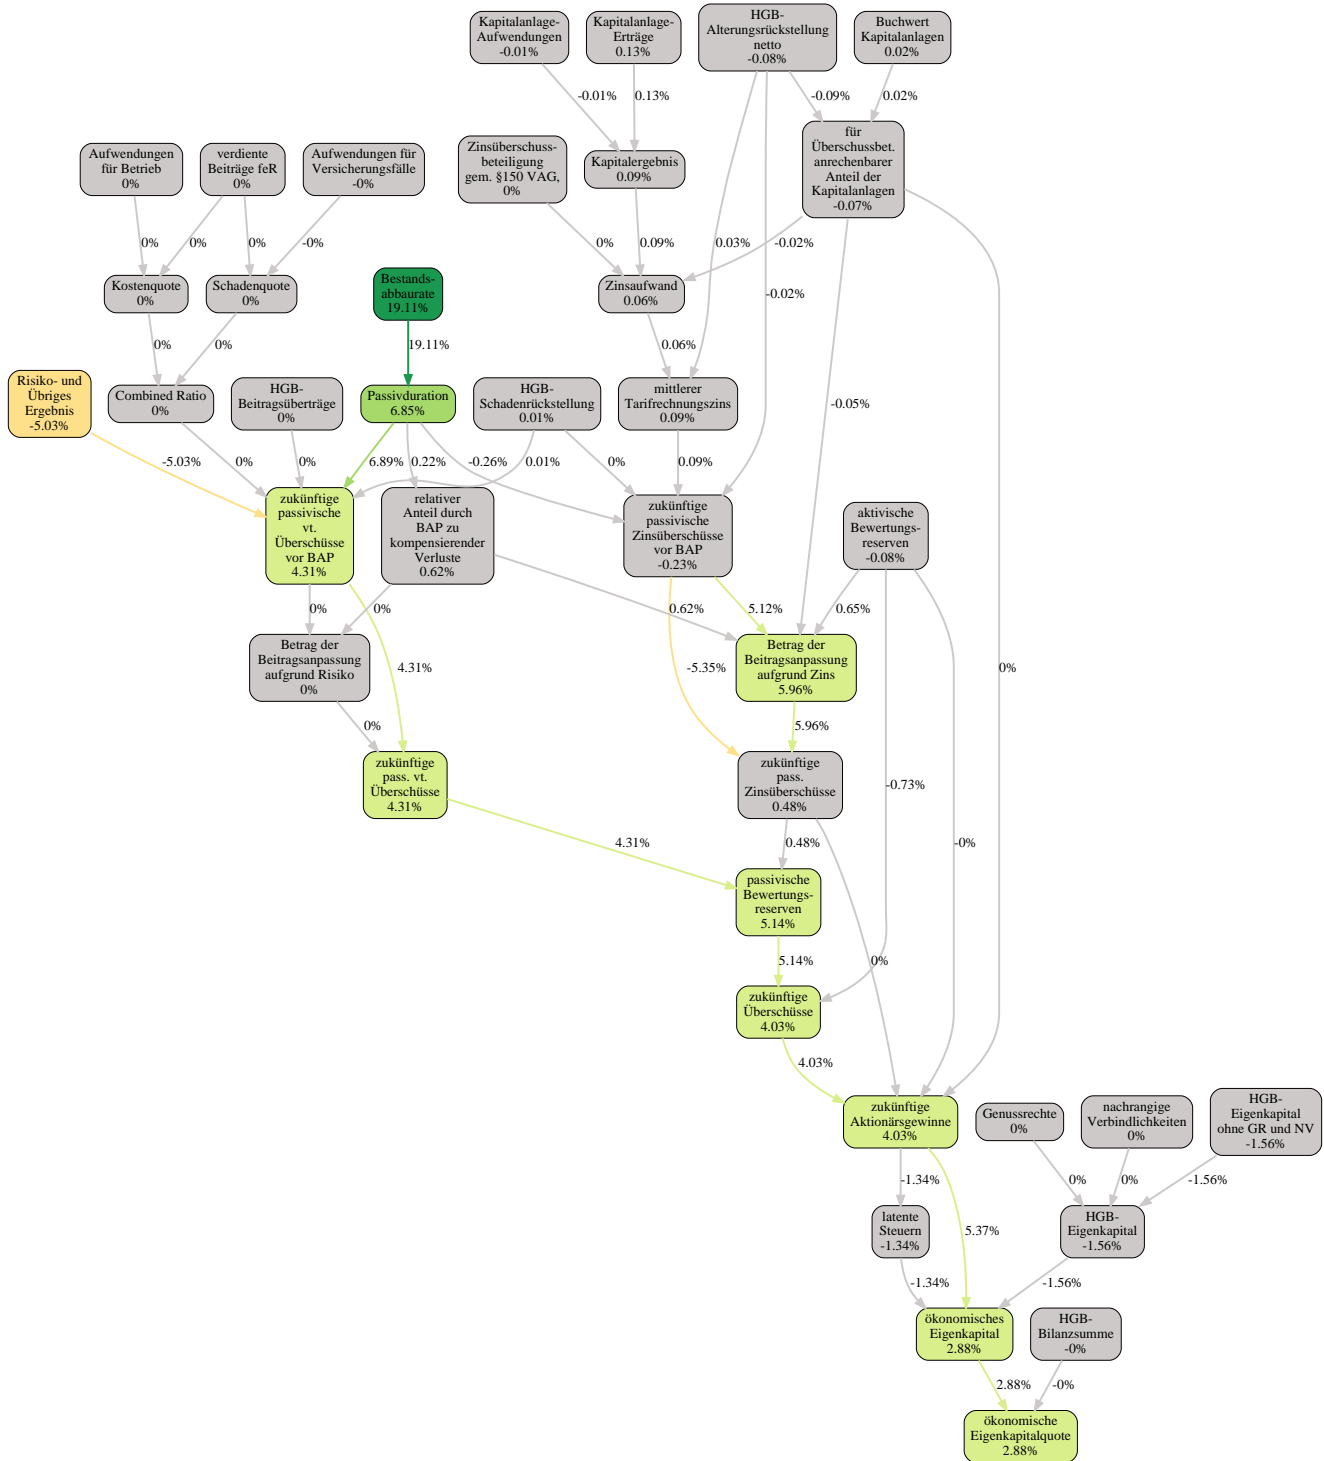 Kapitalanlage-
Aufwendungen
-0.01%
Kapitalanlage-
Erträge
0.13%
HGB-
Alterungsrückstellung
netto
-0.08%
Buchwert
Kapitalanlagen
0.02%
-0.01%
0.13%
-0.09%
0.02%
Aufwendungen
für Betrieb
0%
verdiente
Beiträge feR
0%
Aufwendungen für
Versicherungsfälle
-0%
Zinsüberschuss-
beteiligung
gem. §150 VAG,
0%
Kapitalergebnis
0.09%
für
Überschussbet.
anrechenbarer
Anteil der
Kapitalanlagen
-0.07%
0%
0%
0%
-0%
0%
0.09%
0.03%
-0.02%
Kostenquote
0%
Schadenquote
0%
Bestands-
abbaurate
19.11%
Zinsaufwand
0.06%
-0.02%
0%
0%
19.11%
0.06%
Risiko- und
Übriges
Ergebnis
-5.03%
Combined Ratio
0%
HGB-
Beitragsüberträge
0%
Passivduration
6.85%
HGB-
Schadenrückstellung
0.01%
mittlerer
Tarifrechnungszins
0.09%
-0.05%
-5.03%
0%
0%
6.89%
0.22%
-0.26%
0.01%
0%
0.09%
zukünftige
passivische
vt.
Überschüsse
vor BAP
4.31%
relativer
Anteil durch
BAP zu
kompensierender
Verluste
0.62%
zukünftige
passivische
Zinsüberschüsse
vor BAP
-0.23%
aktivische
Bewertungs-
reserven
-0.08%
0%
0%
0.62%
5.12%
0.65%
Betrag der
Beitragsanpassung
aufgrund Risiko
0%
4.31%
-5.35%
Betrag der
Beitragsanpassung
aufgrund Zins
5.96%
0%
0%
5.96%
zukünftige
pass. vt.
Überschüsse
4.31%
zukünftige
pass.
Zinsüberschüsse
0.48%
-0.73%
4.31%
0.48%
-0%
passivische
Bewertungs-
reserven
5.14%
5.14%
0%
zukünftige
Überschüsse
4.03%
4.03%
zukünftige
Aktionärsgewinne
4.03%
Genussrechte
0%
nachrangige
Verbindlichkeiten
0%
HGB-
Eigenkapital
ohne GR und NV
-1.56%
-1.34%
0%
0%
-1.56%
latente
Steuern
-1.34%
5.37%
HGB-
Eigenkapital
-1.56%
-1.34%
-1.56%
ökonomisches
Eigenkapital
2.88%
HGB-
Bilanzsumme
-0%
2.88%
-0%
ökonomische
Eigenkapitalquote
2.88%